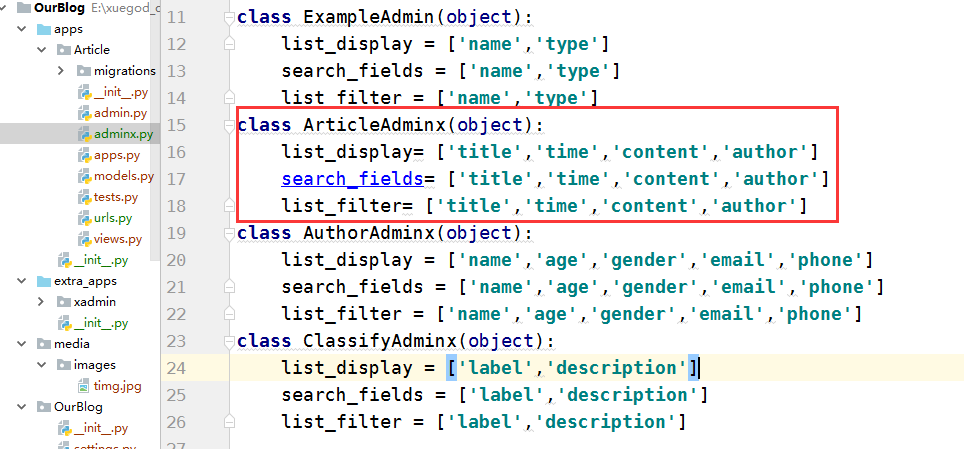 OurBlog E:\xuegod_
apps
Article
migrations
__init__.py
admin.py
adminx.py
apps.py
models.py
tests.py
urls.py
views.py
__init__.py
extra_apps
xadmin
__init__.py
media
images
timg.jpg
OurBlog
__init__.py
settings.py
11 class ExampleAdmin(object):
12 list_display = ['name','type']
13 search_fields = ['name','type']
14 list_filter = ['name','type']
15 class ArticleAdminx(object):
16 list_display= ['title','time','content','author']
17 search_fields= ['title','time','content','author']
18 list_filter= ['title','time','content','author']
19 class AuthorAdminx(object):
20 list_display = ['name','age','gender','email','phone']
21 search_fields = ['name','age','gender','email','phone']
22 list_filter = ['name','age','gender','email','phone']
23 class ClassifyAdminx(object):
24 list_display = ['label','description']
25 search_fields = ['label','description']
26 list_filter = ['label','description']
27